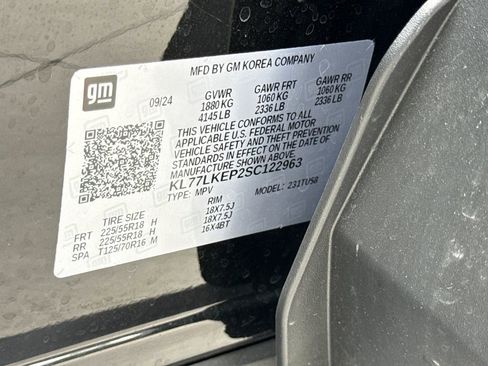 MFD BY GM KOREA COMPANY
gm
09/24 GVWR GAWR FRT GAWR RR
1880 KG 1060 KG 1060 KG
4145 LB 2336 LB 2336 LB
THIS VEHICLE CONFORMS TO ALL
APPLICABLE U.S. FEDERAL MOTOR
VEHICLE SAFETY AND THEFT PREVENTION
STANDARDS IN EFFECT ON THE DATE OF
MANUFACTURE SHOWN ABOVE.
KL77LKEP2SC122963
TYPE: MPV MODEL: 231TU58
TIRE SIZE RIM
FRT 225/55R18 H 18X7.5J
RR 225/55R18 H 18X7.5J
SPA T125/70R16 M 16X4BT